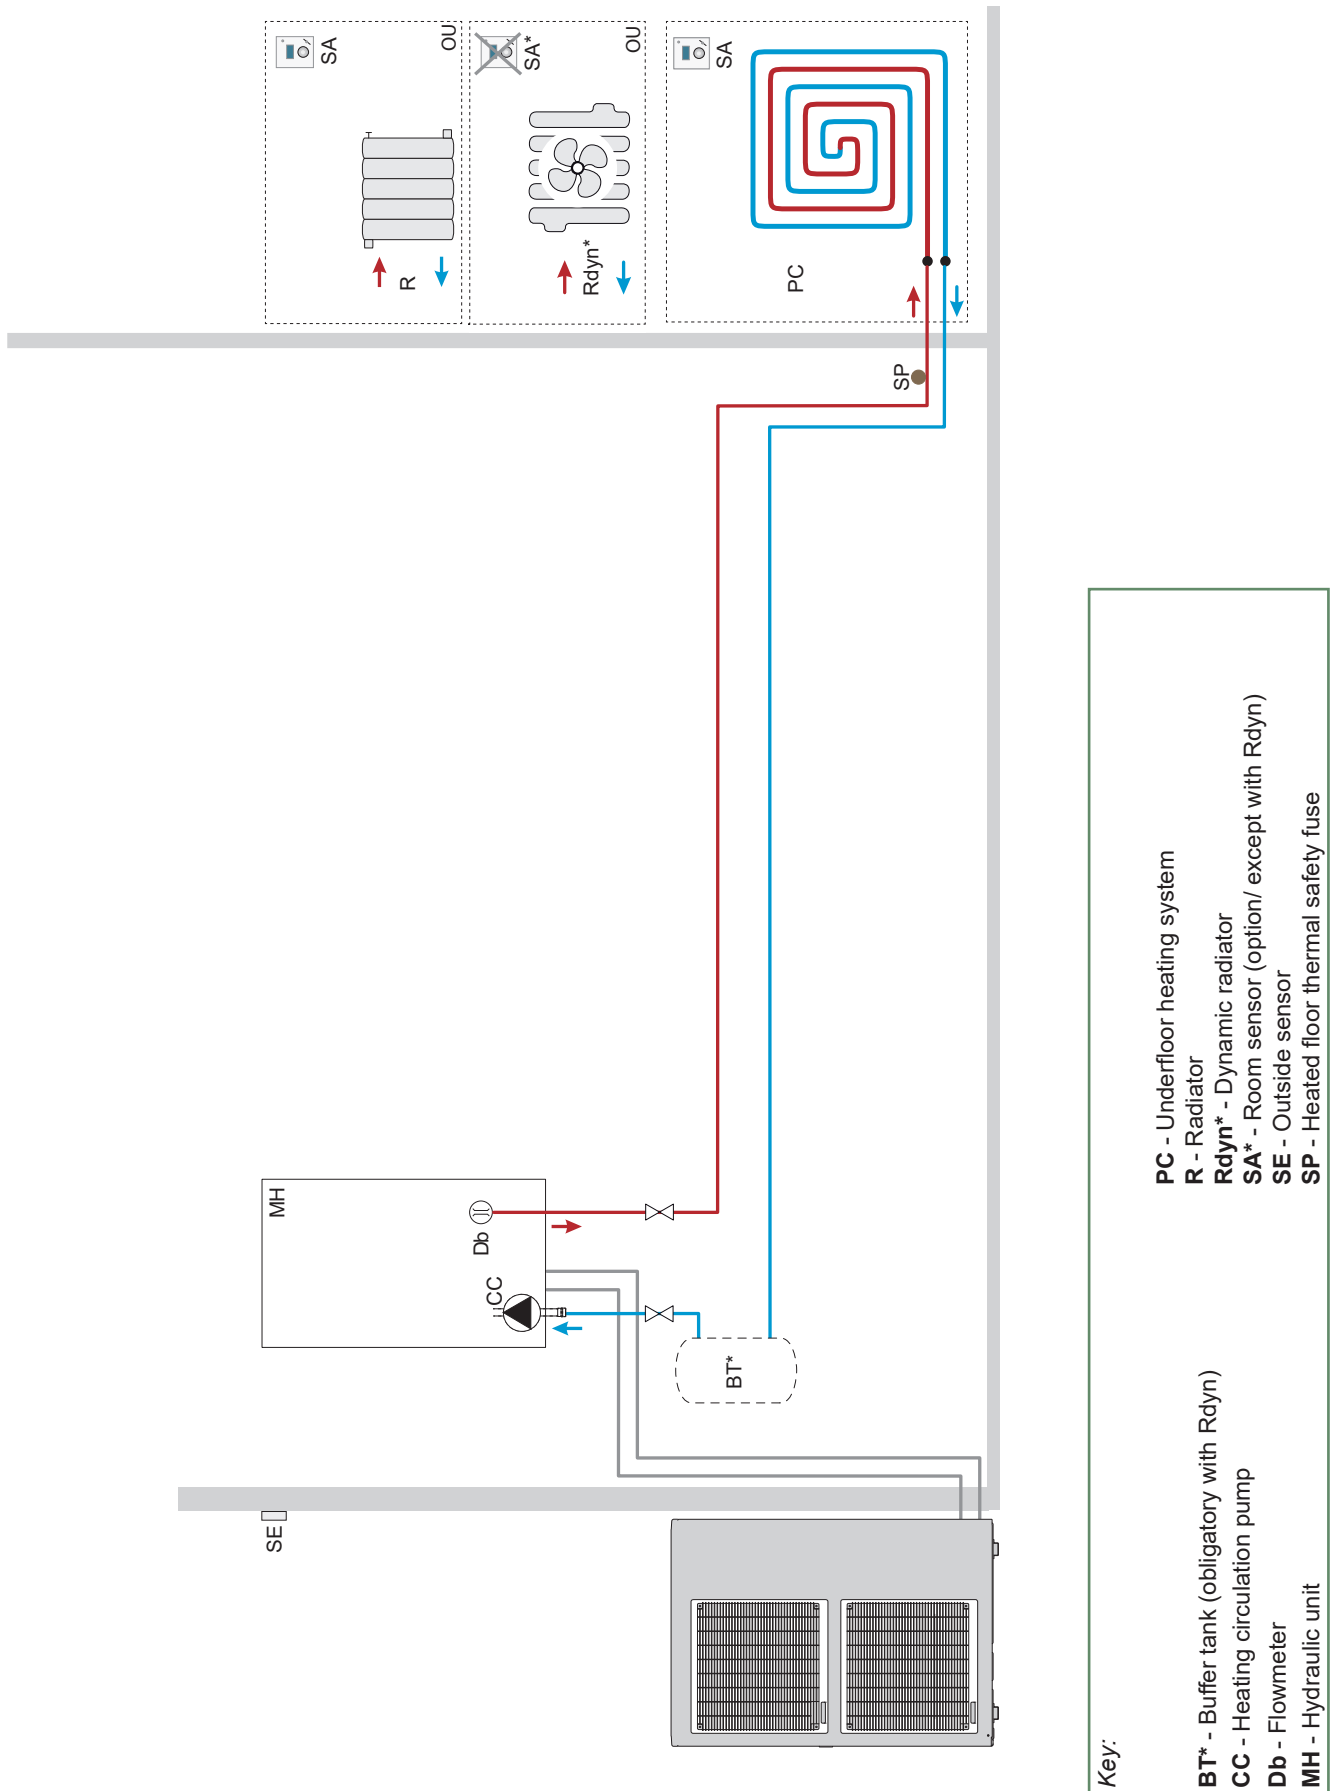 SE
MH
CC
Db
BT*
SP
R
SA
OU
Rdyn*
SA*
OU
PC
SA
Key:
BT* - Buffer tank (obligatory with Rdyn)
CC - Heating circulation pump
Db - Flowmeter
MH - Hydraulic unit
PC - Underfloor heating system
R - Radiator
Rdyn* - Dynamic radiator
SA* - Room sensor (option/ except with Rdyn)
SE - Outside sensor
SP - Heated floor thermal safety fuse